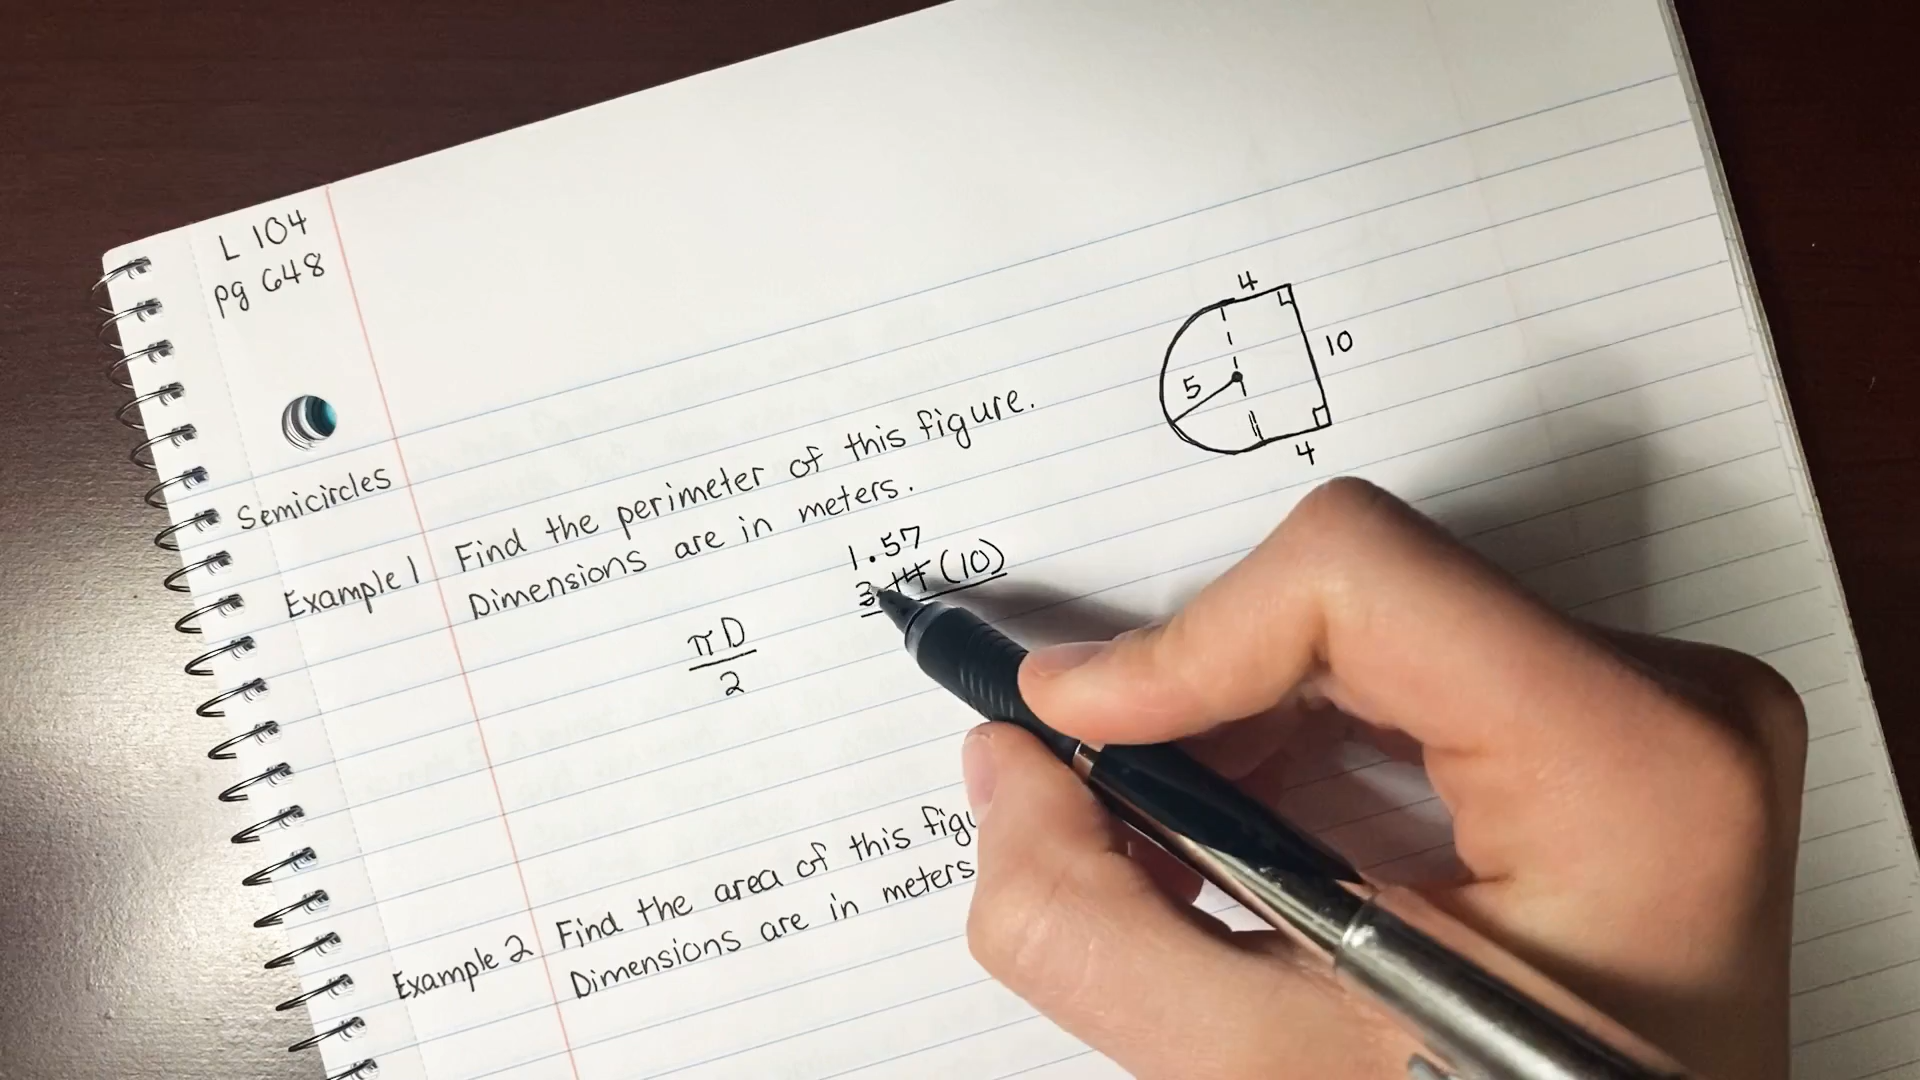 L 104
pg 648
4
10
5
4
Semicircles
Example 1
Find the perimeter of this figure.
Dimensions are in meters.
1.57
3.14 (10)
πD
2
Example 2
Find the area of this
Dimensions are in meters